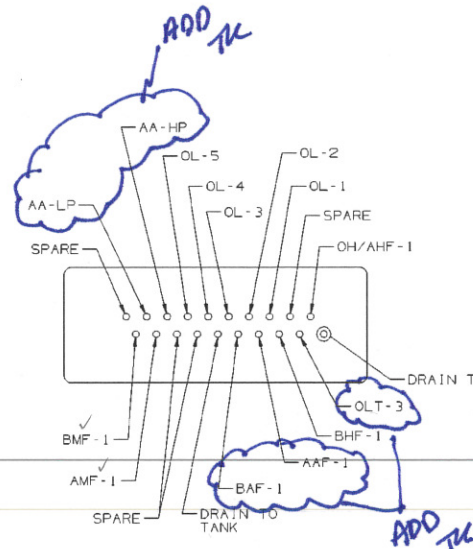 ADD
TK
AA-HP
OL-5
OL-2
OL-4
OL-1
AA-LP
OL-3
SPARE
SPARE
OH/AHF-1
DRAIN T
OLT-3
BMF-1
BHF-1
AAF-1
AMF-1
BAF-1
SPARE
DRAIN TO
TANK
ADD
TK